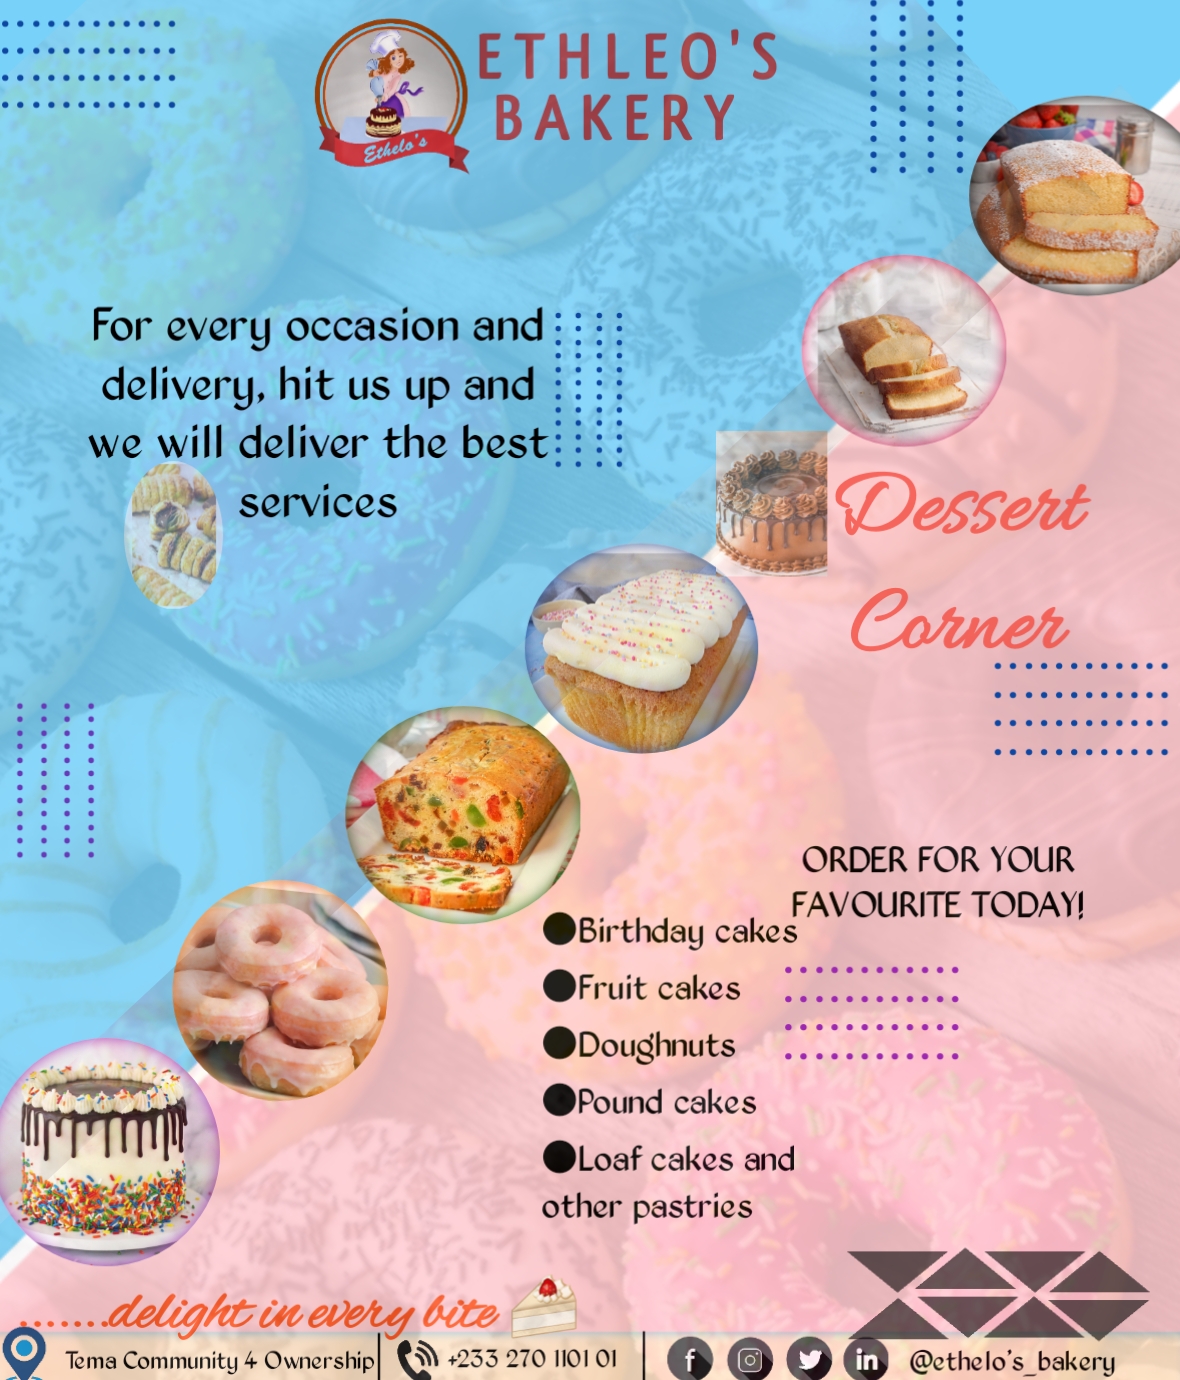 ETHLEO'S
BAKERY
Ethelo's
For every occasion and
delivery, hit us up and
we will deliver the best
services
Dessert
Corner
ORDER FOR YOUR
FAVOURITE TODAY!
●Birthday cakes
●Fruit cakes
●Doughnuts
●Pound cakes
●Loaf cakes and
other pastries
.......delight in every bite
Tema Community 4 Ownership
+233 270 1101 01
@ethelo's_bakery